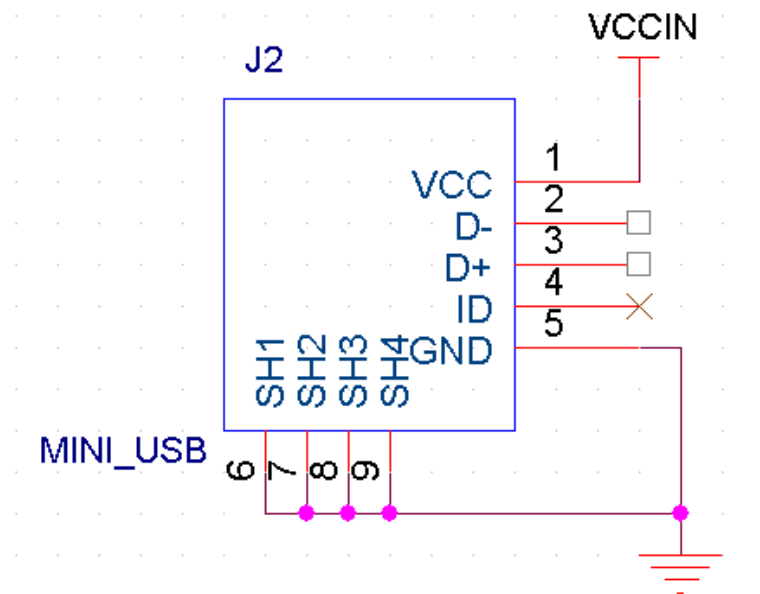 VCCIN
J2
1
VCC
2
D-
3
D+
4
ID
5
GND
SH1
SH2
SH3
SH4
MINI_USB
6
7
8
9